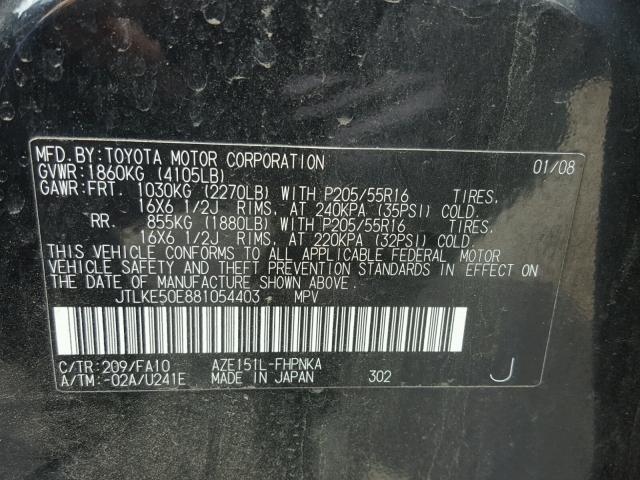 MFD.BY:TOYOTA MOTOR CORPORATION 01/08
GVWR:1860KG (4105LB)
GAWR:FRT. 1030KG (2270LB) WITH P205/55R16 TIRES,
16X6 1/2J RIMS, AT 240KPA (35PSI) COLD.
RR. 855KG (1880LB) WITH P205/55R16 TIRES,
16X6 1/2J RIMS, AT 220KPA (32PSI) COLD.
THIS VEHICLE CONFORMS TO ALL APPLICABLE FEDERAL MOTOR
VEHICLE SAFETY AND THEFT PREVENTION STANDARDS IN EFFECT ON
THE DATE OF MANUFACTURE SHOWN ABOVE.
JTLKE50E881054403 MPV
C/TR:209/FA10 AZE151L-FHPNKA
A/TM:-02A/U241E MADE IN JAPAN 302 J